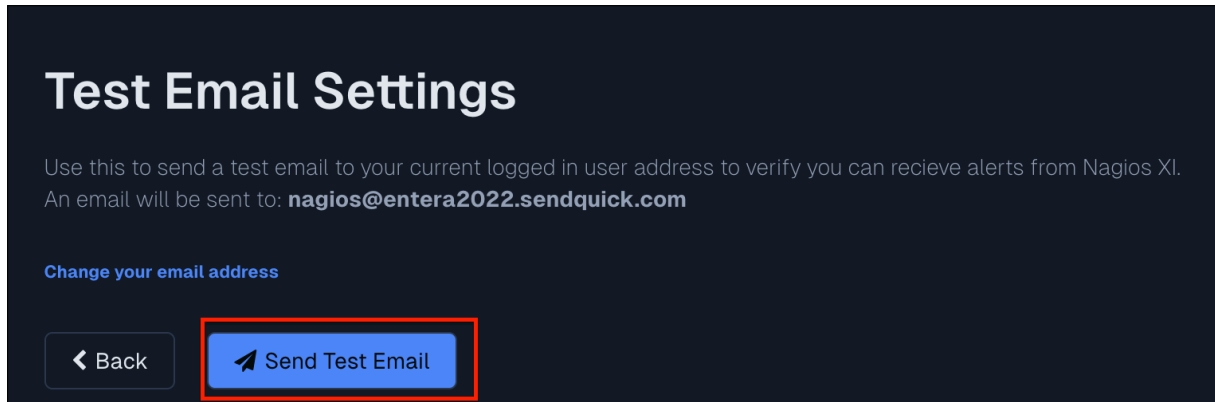 Test Email Settings
Use this to send a test email to your current logged in user address to verify you can recieve alerts from Nagios XI.
An email will be sent to: nagios@entera2022.sendquick.com
Change your email address
Back
Send Test Email